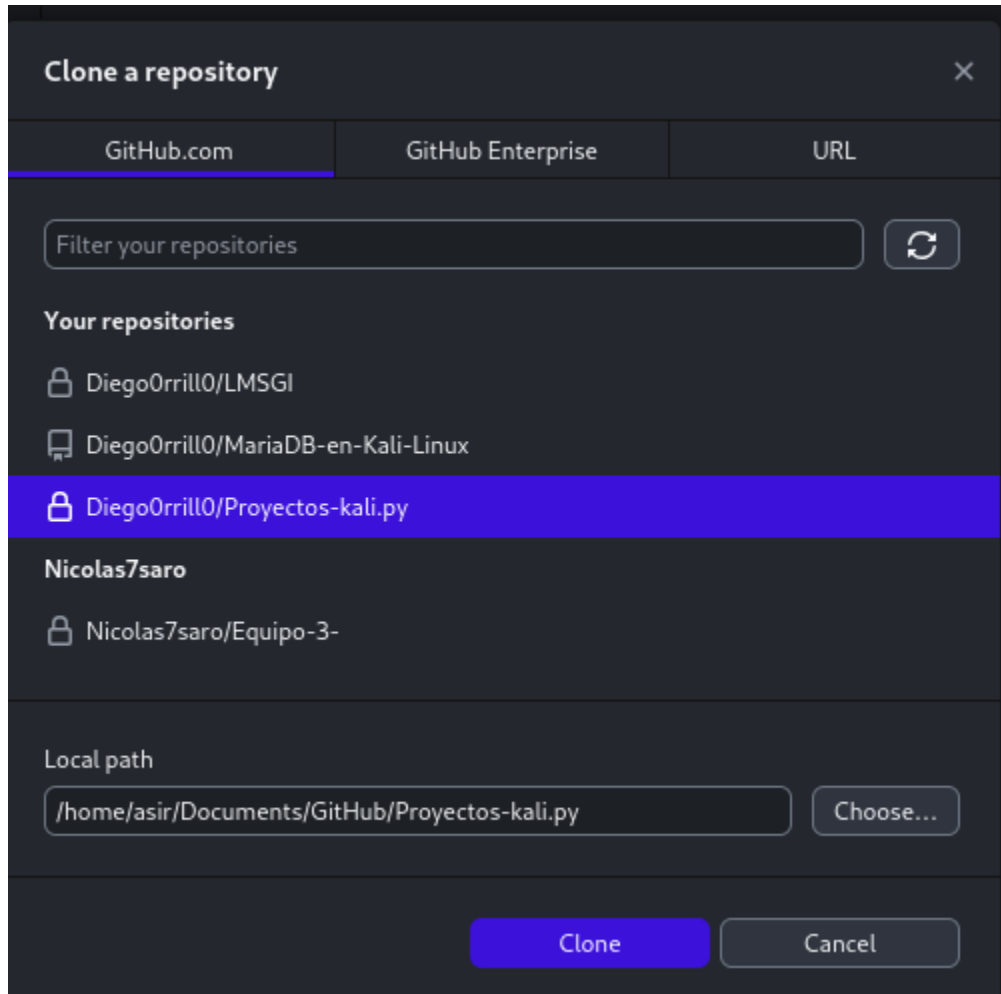 Clone a repository
GitHub.com GitHub Enterprise URL
Filter your repositories
Your repositories
Diego0rrill0/LMSGI
Diego0rrill0/MariaDB-en-Kali-Linux
Diego0rrill0/Proyectos-kali.py
Nicolas7saro
Nicolas7saro/Equipo-3-
Local path
/home/asir/Documents/GitHub/Proyectos-kali.py Choose...
Clone Cancel